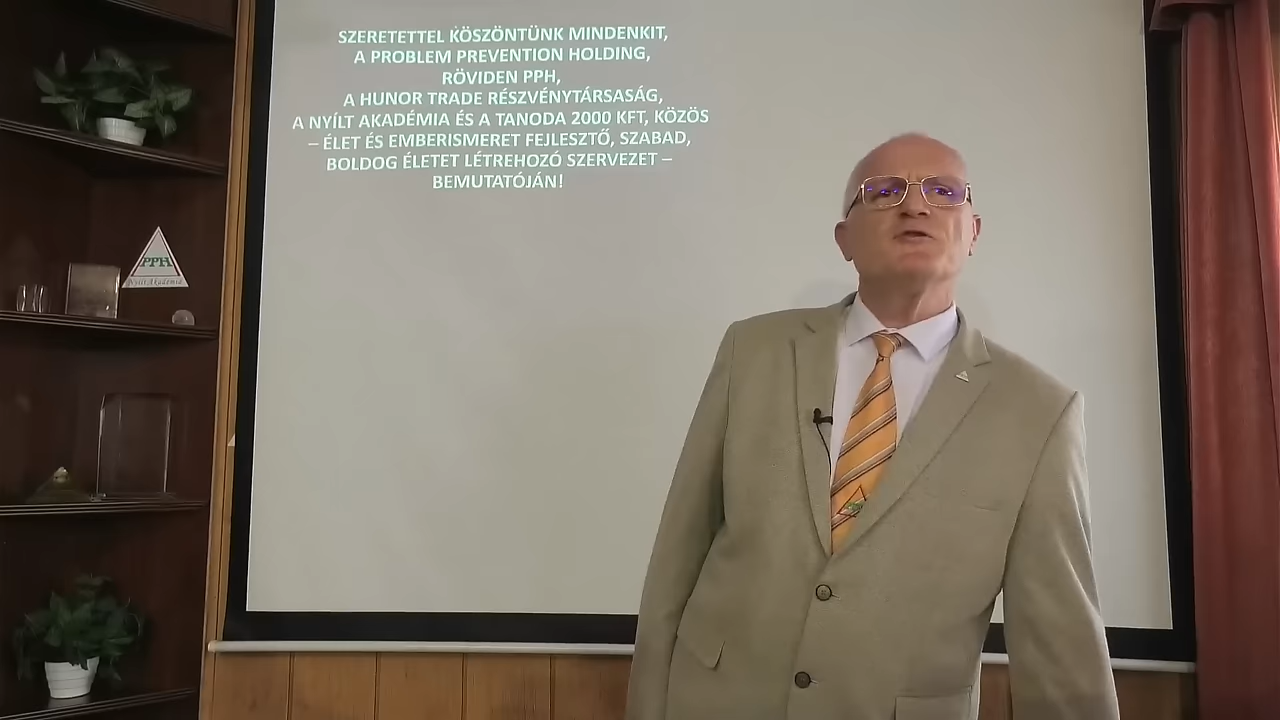 SZERETETTEL KÖSZÖNTÜNK MINDENKIT,
A PROBLEM PREVENTION HOLDING,
RÖVIDEN PPH,
A HUNOR TRADE RÉSZVÉNYTÁRSASÁG,
A NYÍLT AKADÉMIA ÉS A TANODA 2000 KFT, KÖZÖS
– ÉLET ÉS EMBERISMERET FEJLESZTŐ, SZABAD,
BOLDOG ÉLETET LÉTREHOZÓ SZERVEZET –
BEMUTATÓJÁN!
PPH
Nyílt Akadémia